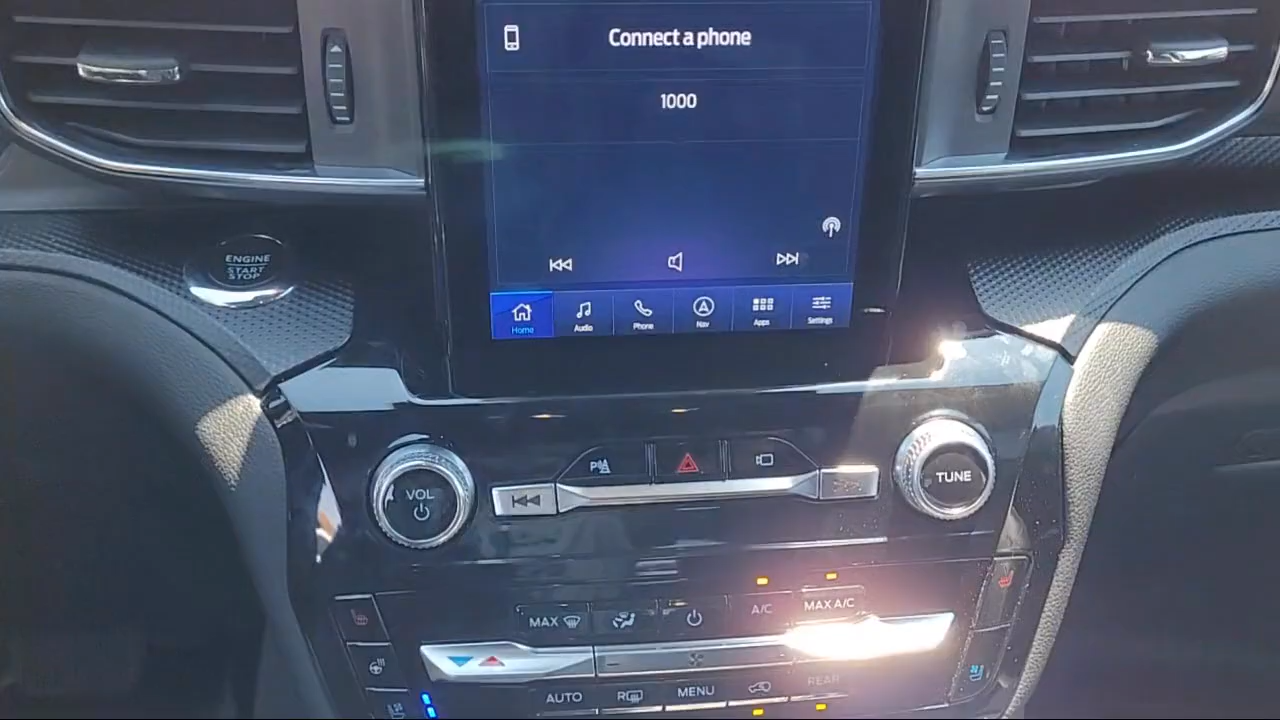 Connect a phone
1000
ENGINE
START
STOP
Home
Audio
Phone
Nav
Apps
Settings
VOL
TUNE
MAX
A/C
MAX A/C
AUTO
R
MENU
REAR